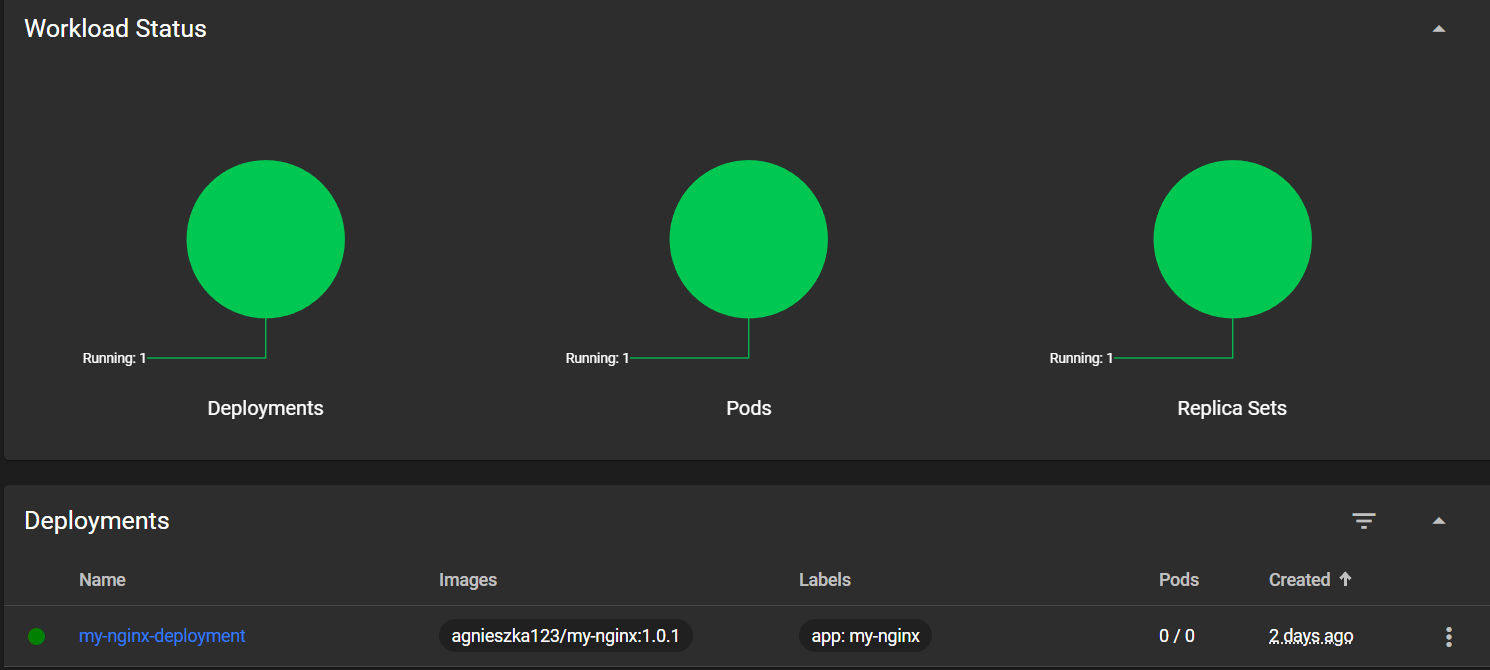 Workload Status
Running: 1 Running: 1 Running: 1
Deployments Pods Replica Sets
Deployments
Name Images Labels Pods Created
my-nginx-deployment agnieszka123/my-nginx:1.0.1 app: my-nginx 0 / 0 2 days ago